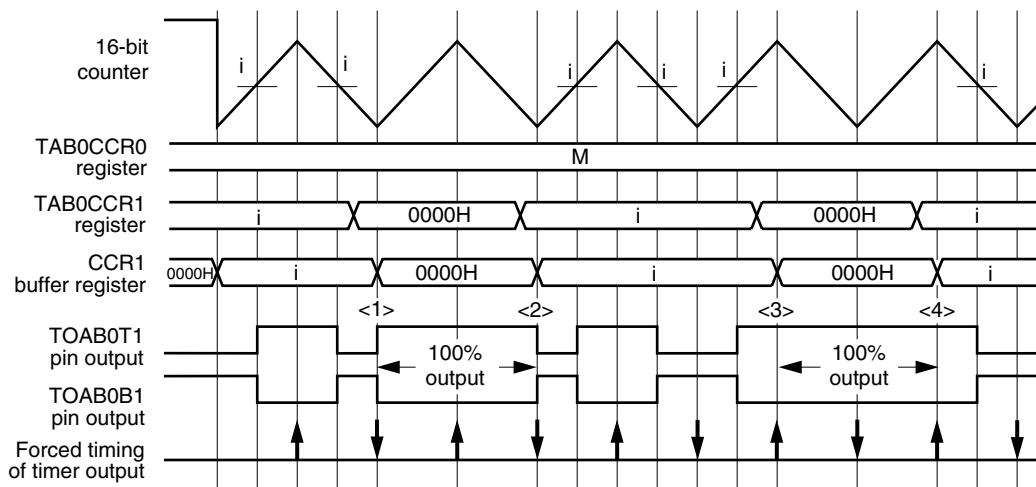 16-bit
counter
i
i
i
i
i
i
TAB0CCR0
register
M
TAB0CCR1
register
i
0000H
i
0000H
i
CCR1
buffer register
0000H
i
0000H
i
0000H
i
<1>
<2>
<3>
<4>
TOAB0T1
pin output
100%
output
100%
output
TOAB0B1
pin output
Forced timing
of timer output